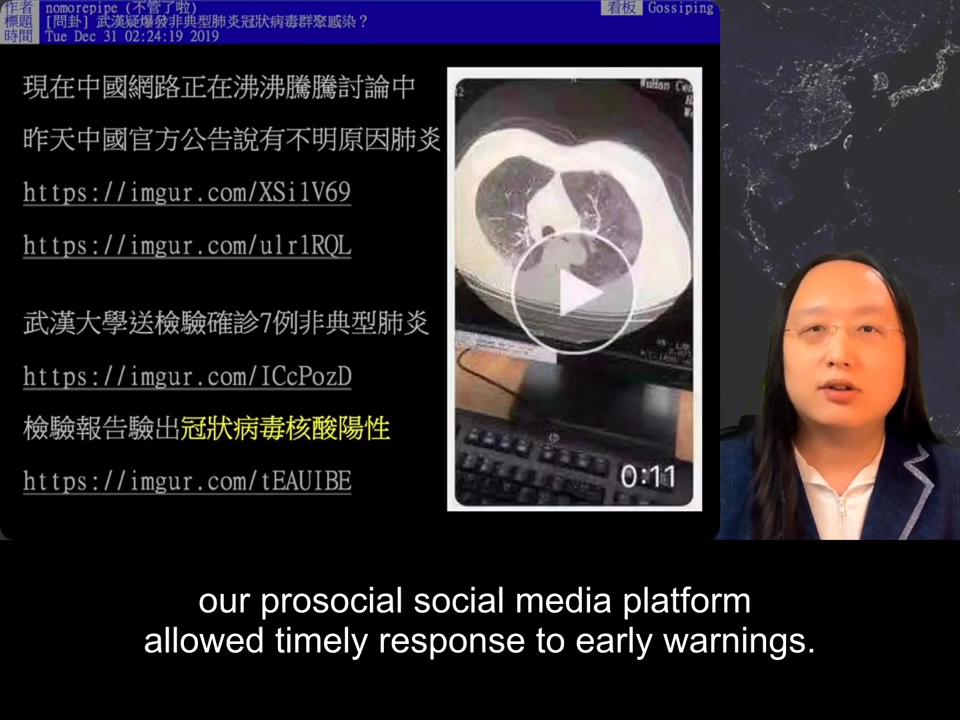 作者 nomorepipe (不管了啦) 看板 Gossiping
標題 [問卦] 武漢疑爆發非典型肺炎冠狀病毒群聚感染？
時間 Tue Dec 31 02:24:19 2019
現在中國網路正在沸沸騰騰討論中
昨天中國官方公告說有不明原因肺炎
https://imgur.com/XSi1V69
https://imgur.com/ulr1RQL
武漢大學送檢驗確診7例非典型肺炎
https://imgur.com/ICcPozD
檢驗報告驗出冠狀病毒核酸陽性
https://imgur.com/tEAUIBE
WuHan Cen
0:11
our prosocial social media platform
allowed timely response to early warnings.